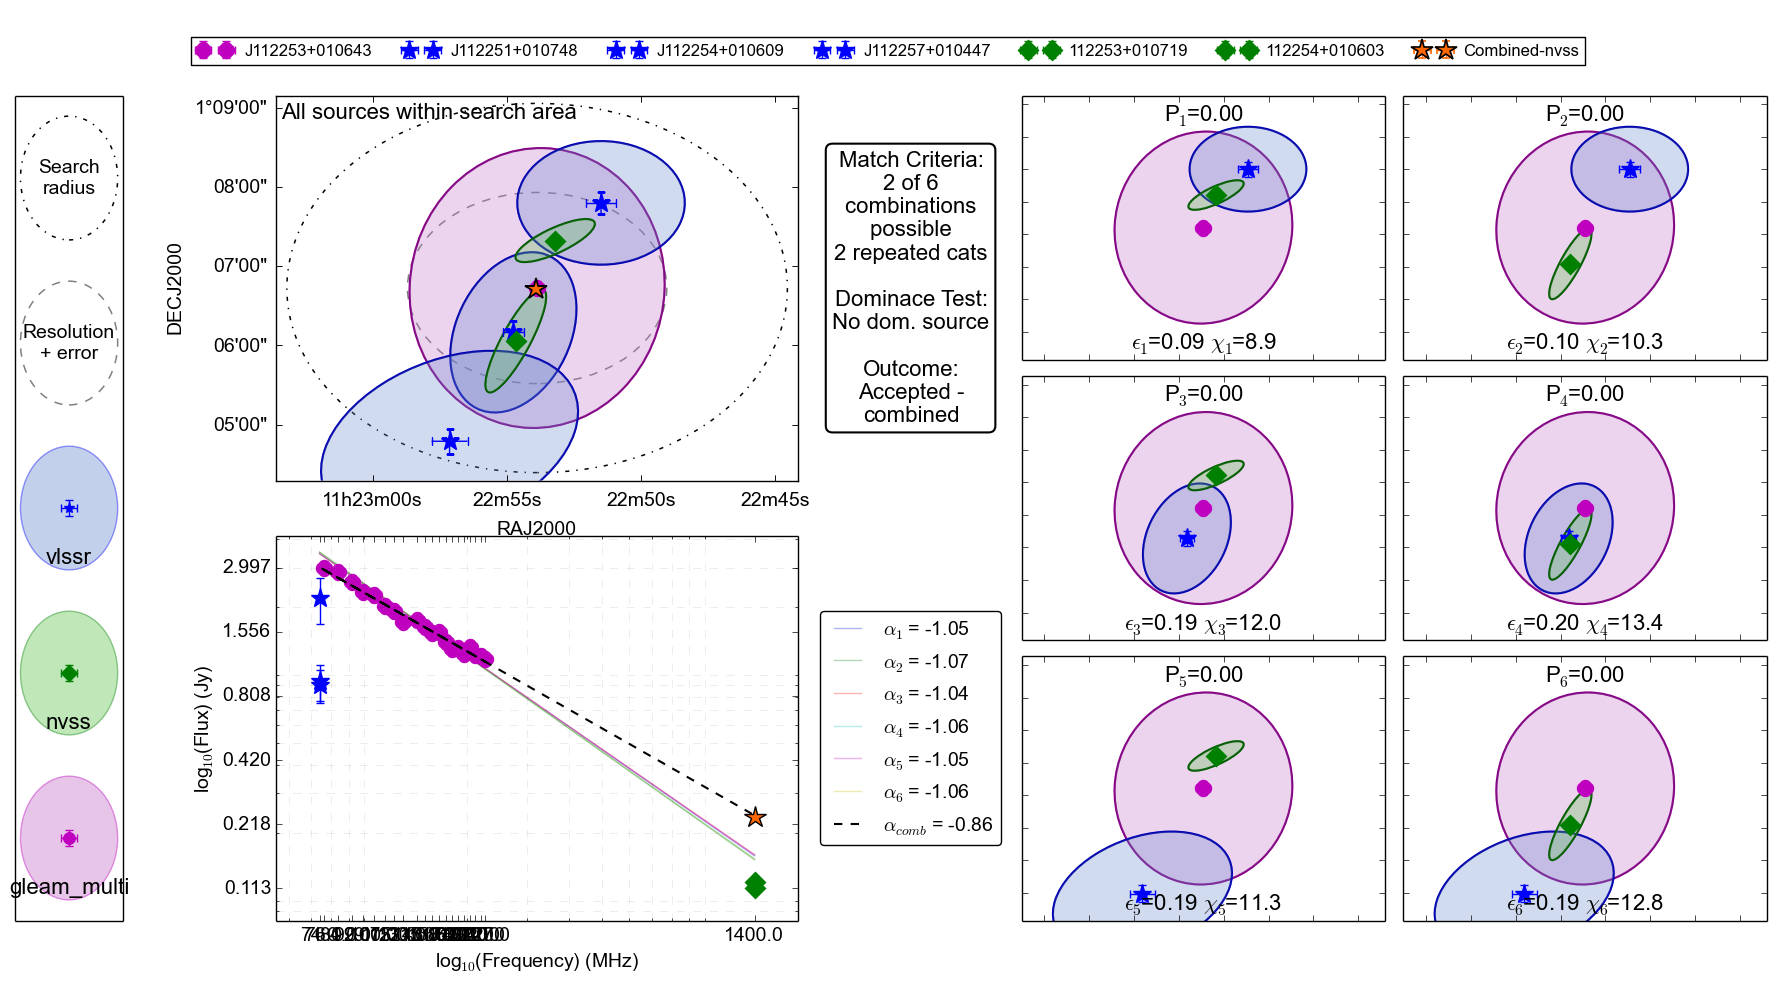 J112253+010643 J112251+010748 J112254+010609 J112257+010447 112253+010719 112254+010603 Combined-nvss
Search
radius
Resolution
+ error
vlssr
nvss
gleam_multi
All sources within search area
1°09'00"
08'00"
07'00"
06'00"
05'00"
DECJ2000
11h23m00s 22m55s 22m50s 22m45s
RAJ2000
2.997
1.556
0.808
0.420
0.218
0.113
log10(Flux) (Jy)
1400.0
log10(Frequency) (MHz)
Match Criteria:
2 of 6
combinations
possible
2 repeated cats
Dominace Test:
No dom. source
Outcome:
Accepted -
combined
α1 = -1.05
α2 = -1.07
α3 = -1.04
α4 = -1.06
α5 = -1.05
α6 = -1.06
αcomb = -0.86
P1=0.00
ϵ1=0.09 χ1=8.9
P2=0.00
ϵ2=0.10 χ2=10.3
P3=0.00
ϵ3=0.19 χ3=12.0
P4=0.00
ϵ4=0.20 χ4=13.4
P5=0.00
ϵ5=0.19 χ5=11.3
P6=0.00
ϵ6=0.19 χ6=12.8